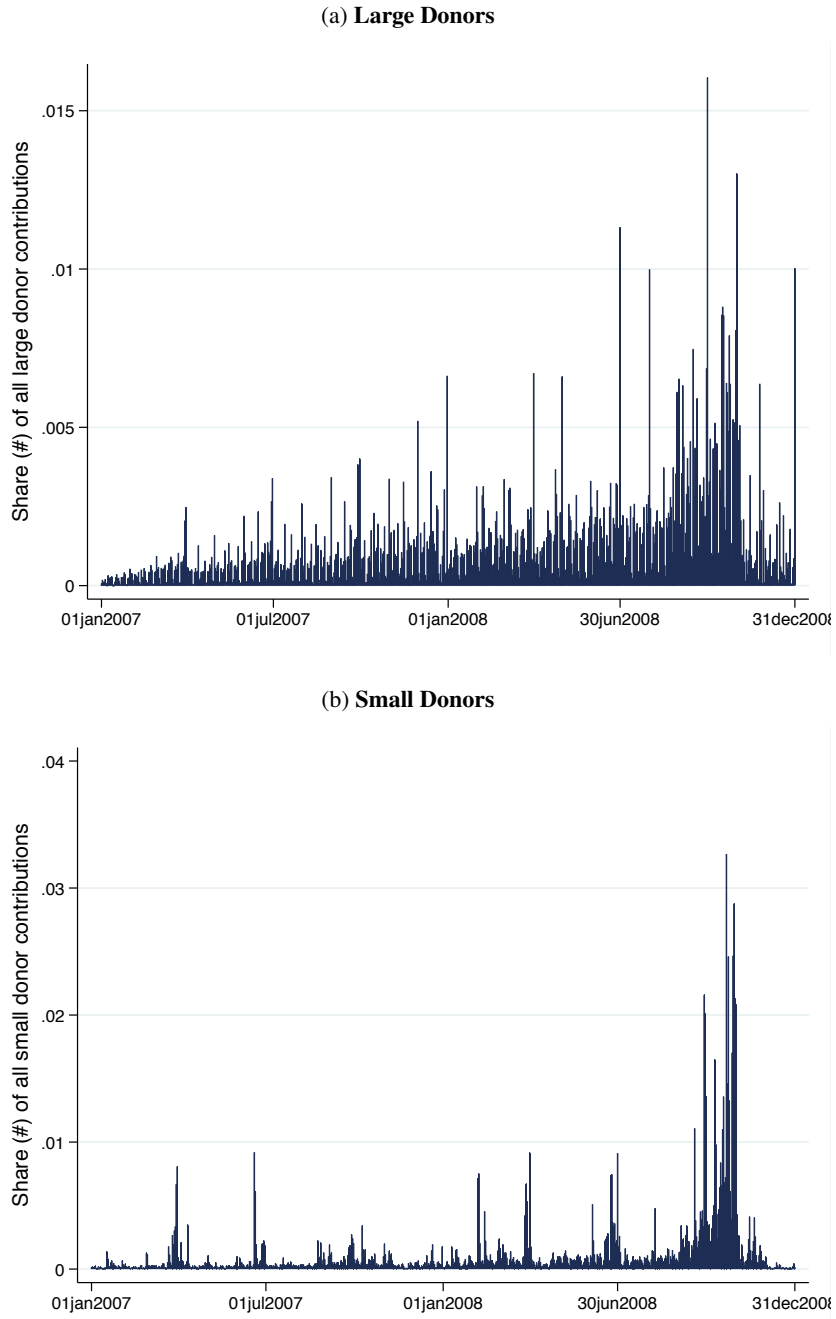 (a) Large Donors
Share (#) of all large donor contributions
.015
.01
.005
0
01jan2007 01jul2007 01jan2008 30jun2008 31dec2008
(b) Small Donors
Share (#) of all small donor contributions
.04
.03
.02
.01
0
01jan2007 01jul2007 01jan2008 30jun2008 31dec2008